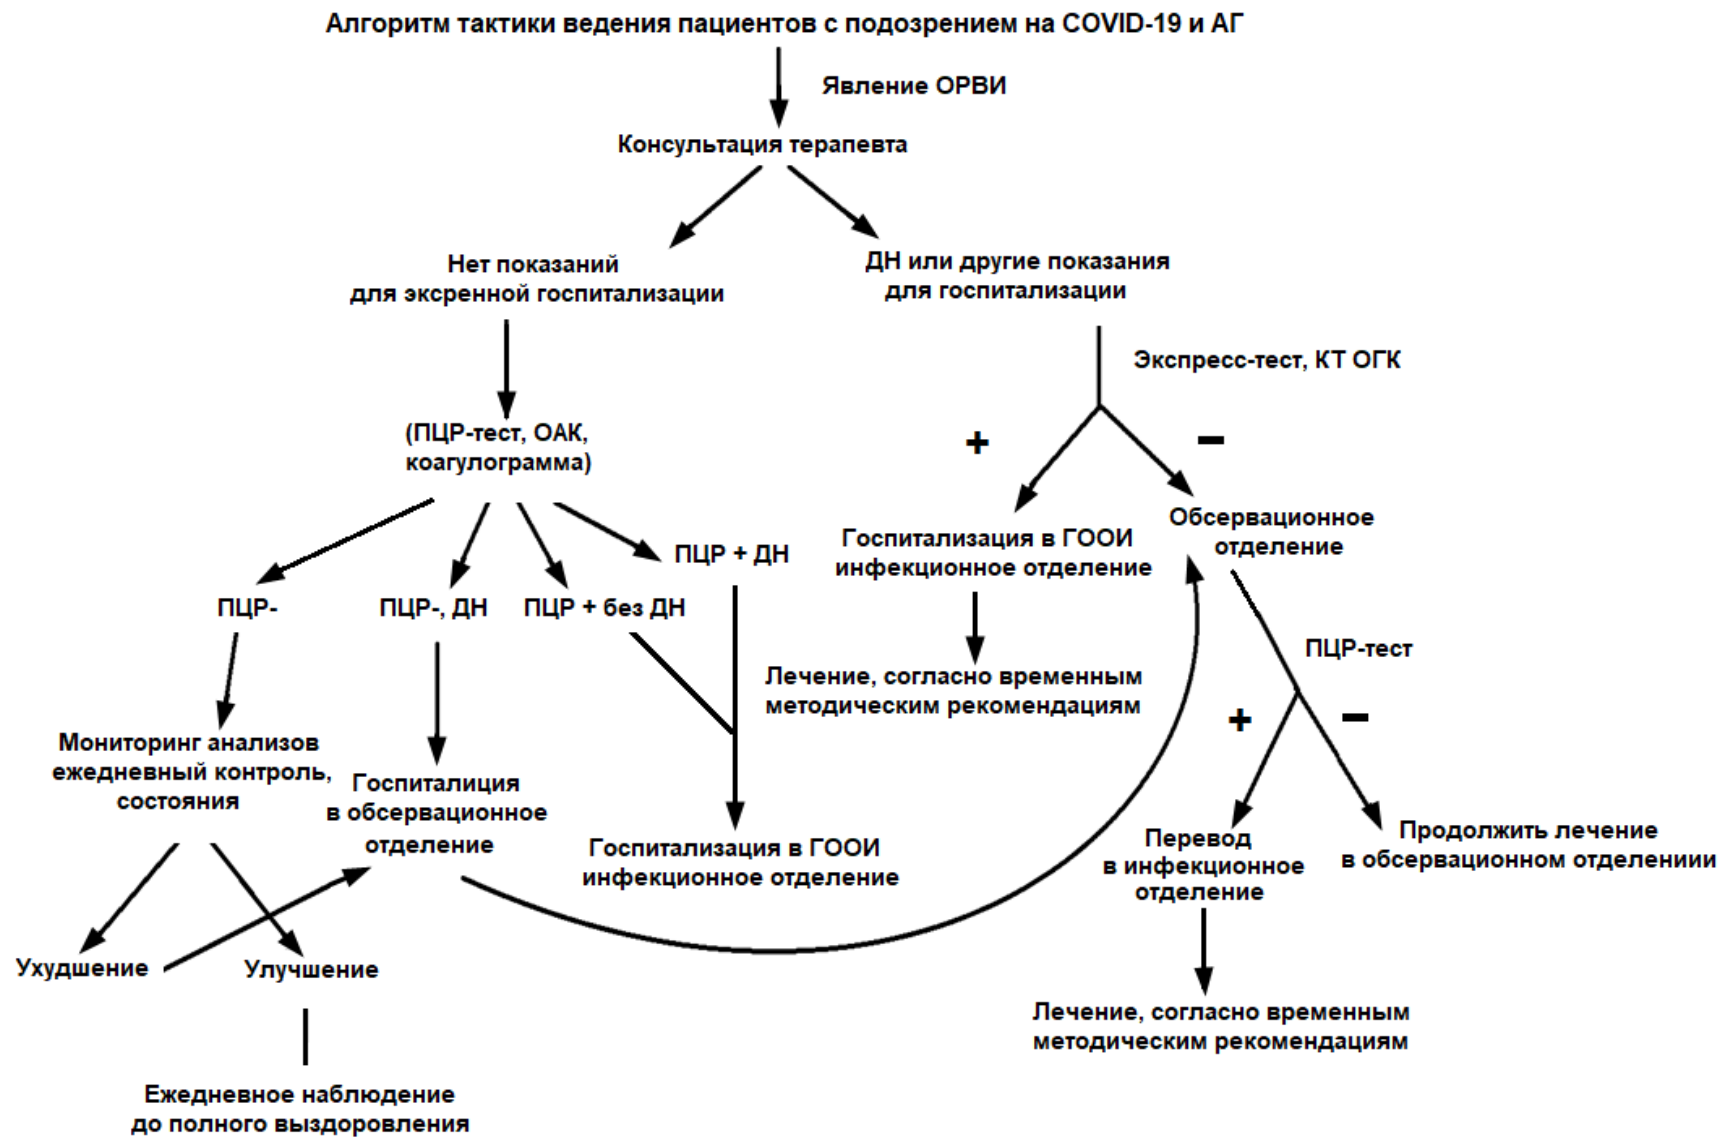 Алгоритм тактики ведения пациентов с подозрением на COVID-19 и АГ
Явление ОРВИ
Консультация терапевта
Нет показаний
для эксренной госпитализации
ДН или другие показания
для госпитализации
Экспресс-тест, КТ ОГК
(ПЦР-тест, ОАК,
коагулограмма)
+
−
ПЦР-
ПЦР-, ДН
ПЦР + без ДН
ПЦР + ДН
Госпитализация в ГООИ
инфекционное отделение
Обсервационное
отделение
Лечение, согласно временным
методическим рекомендациям
ПЦР-тест
+
−
Мониторинг анализов
ежедневный контроль,
состояния
Госпиталиция
в обсервационное
отделение
Госпитализация в ГООИ
инфекционное отделение
Перевод
в инфекционное
отделение
Продолжить лечение
в обсервационном отделениии
Ухудшение
Улучшение
Лечение, согласно временным
методическим рекомендациям
Ежедневное наблюдение
до полного выздоровления